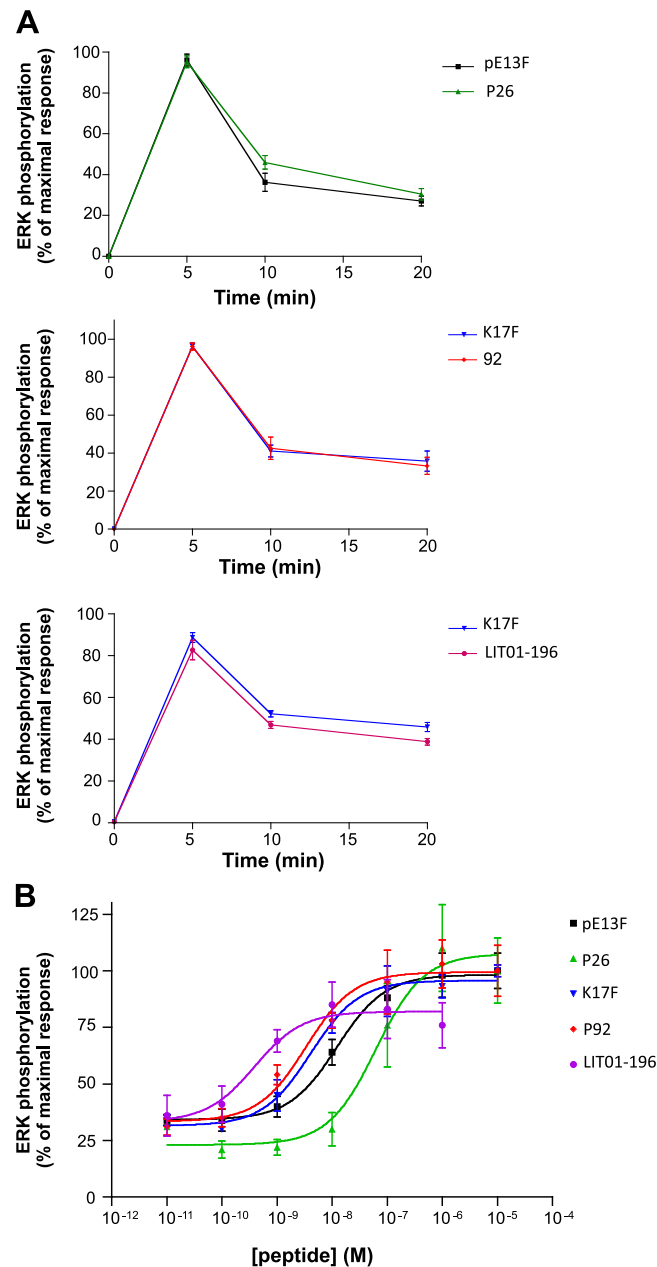 A
ERK phosphorylation
(% of maximal response)
100
80
60
40
20
0
0 5 10 15 20
Time (min)
pE13F
P26
ERK phosphorylation
(% of maximal response)
100
80
60
40
20
0
0 5 10 15 20
Time (min)
K17F
92
ERK phosphorylation
(% of maximal response)
100
80
60
40
20
0
0 5 10 15 20
Time (min)
K17F
LIT01-196
B
ERK phosphorylation
(% of maximal response)
125
100
75
50
25
0
10⁻¹² 10⁻¹¹ 10⁻¹⁰ 10⁻⁹ 10⁻⁸ 10⁻⁷ 10⁻⁶ 10⁻⁵ 10⁻⁴
[peptide] (M)
pE13F
P26
K17F
P92
LIT01-196